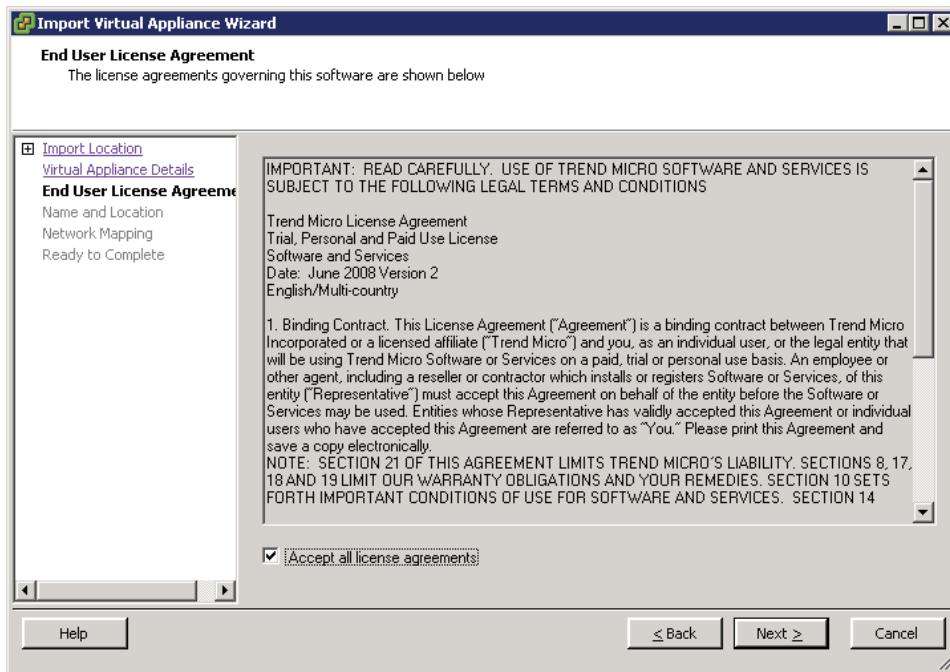 Import Virtual Appliance Wizard
End User License Agreement
The license agreements governing this software are shown below
Import Location
Virtual Appliance Details
End User License Agreeme
Name and Location
Network Mapping
Ready to Complete
IMPORTANT: READ CAREFULLY. USE OF TREND MICRO SOFTWARE AND SERVICES IS
SUBJECT TO THE FOLLOWING LEGAL TERMS AND CONDITIONS
Trend Micro License Agreement
Trial, Personal and Paid Use License
Software and Services
Date: June 2008 Version 2
English/Multi-country
1. Binding Contract. This License Agreement ("Agreement") is a binding contract between Trend Micro
Incorporated or a licensed affiliate ("Trend Micro") and you, as an individual user, or the legal entity that
will be using Trend Micro Software or Services on a paid, trial or personal use basis. An employee or
other agent, including a reseller or contractor which installs or registers Software or Services, of this
entity ("Representative") must accept this Agreement on behalf of the entity before the Software or
Services may be used. Entities whose Representative has validly accepted this Agreement or individual
users who have accepted this Agreement are referred to as "You." Please print this Agreement and
save a copy electronically.
NOTE: SECTION 21 OF THIS AGREEMENT LIMITS TREND MICRO'S LIABILITY. SECTIONS 8, 17,
18 AND 19 LIMIT OUR WARRANTY OBLIGATIONS AND YOUR REMEDIES. SECTION 10 SETS
FORTH IMPORTANT CONDITIONS OF USE FOR SOFTWARE AND SERVICES. SECTION 14
Accept all license agreements
Help
< Back
Next >
Cancel